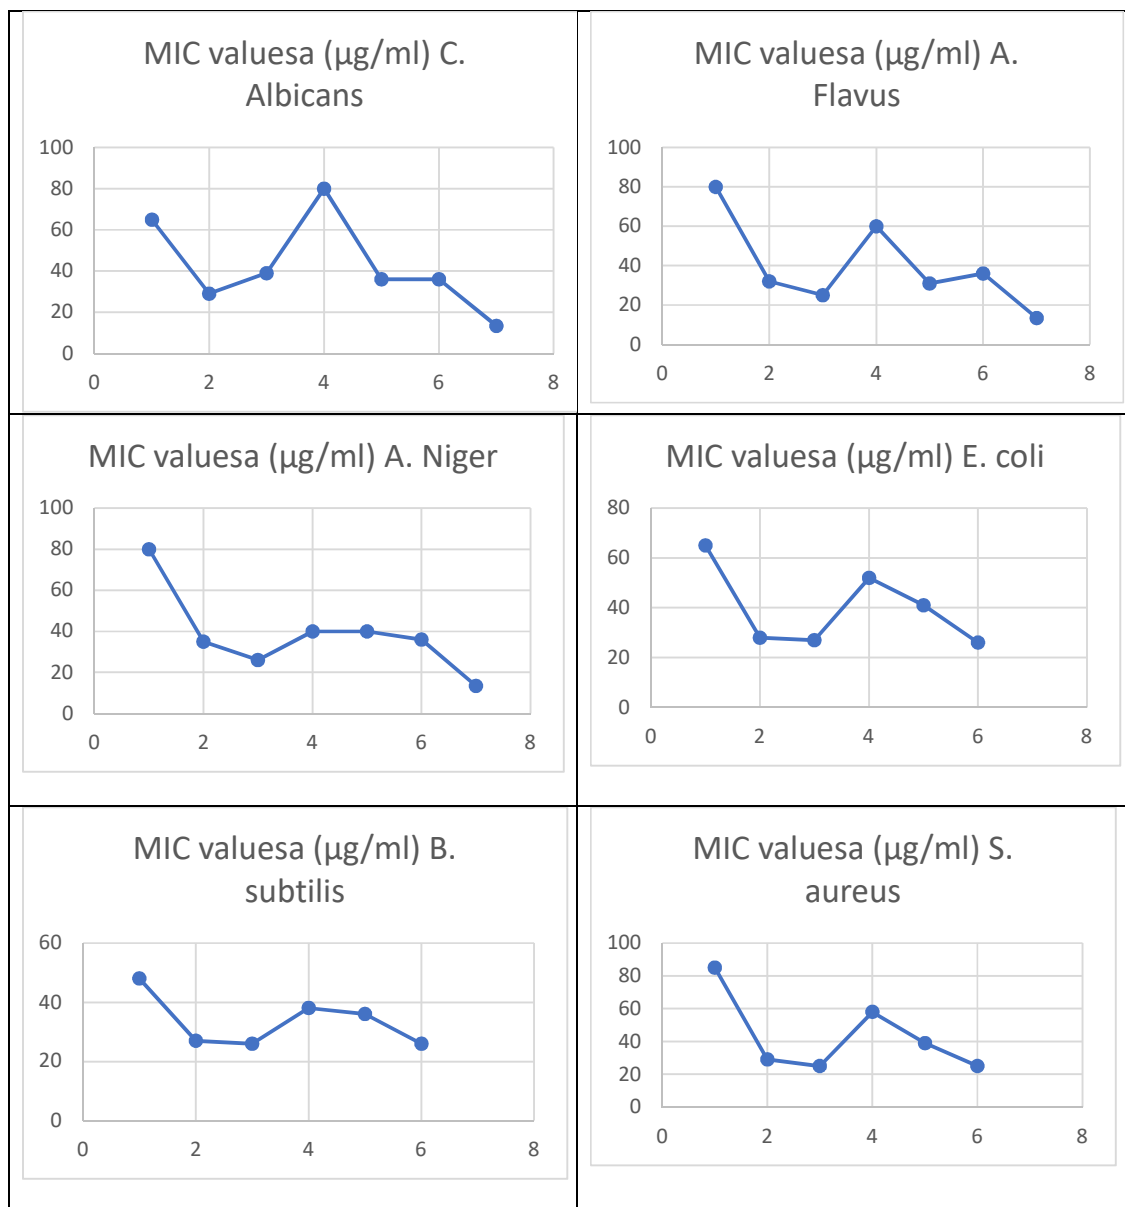 MIC valuesa (µg/ml) C.
Albicans
100
80
60
40
20
0
0 2 4 6 8
MIC valuesa (µg/ml) A.
Flavus
100
80
60
40
20
0
0 2 4 6 8
MIC valuesa (µg/ml) A. Niger
100
80
60
40
20
0
0 2 4 6 8
MIC valuesa (µg/ml) E. coli
80
60
40
20
0
0 2 4 6 8
MIC valuesa (µg/ml) B.
subtilis
60
40
20
0
0 2 4 6 8
MIC valuesa (µg/ml) S.
aureus
100
80
60
40
20
0
0 2 4 6 8